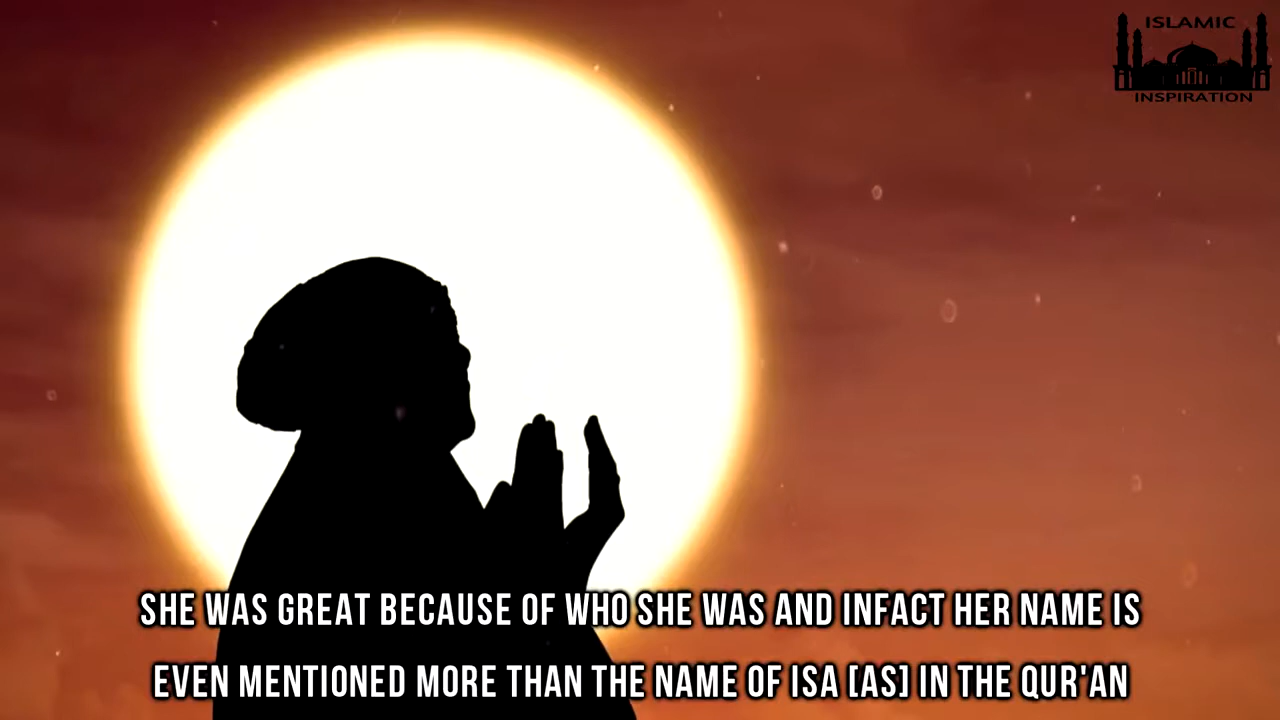 ISLAMIC
INSPIRATION
SHE WAS GREAT BECAUSE OF WHO SHE WAS AND INFACT HER NAME IS
EVEN MENTIONED MORE THAN THE NAME OF ISA [AS] IN THE QUR'AN